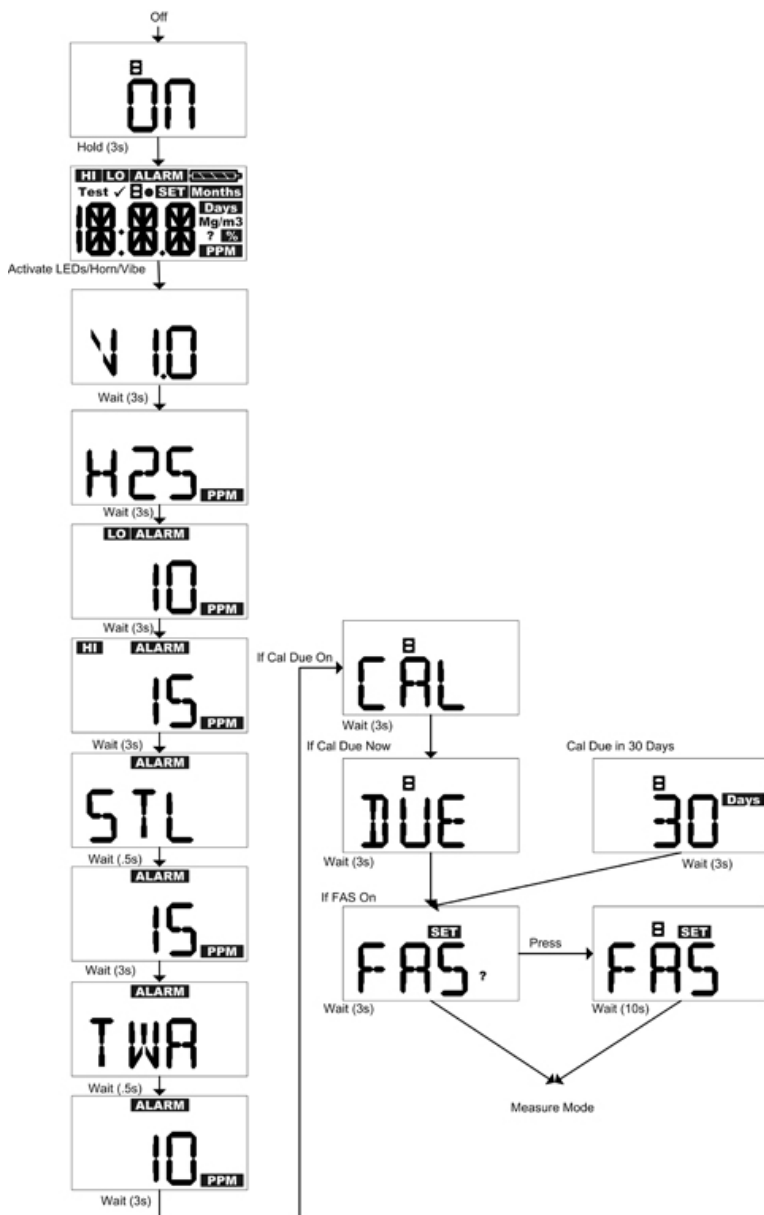 Off
ON
Hold (3s)
HI LO ALARM
Test ✓ SET Months
Days
18:8.8 Mg/m3
? %
PPM
Activate LEDs/Horn/Vibe
V 1.0
Wait (3s)
H2S PPM
Wait (3s)
LO ALARM
10 PPM
Wait (3s)
HI ALARM
15 PPM
Wait (3s)
ALARM
STL
Wait (.5s)
ALARM
15 PPM
Wait (3s)
ALARM
TWA
Wait (.5s)
ALARM
10 PPM
Wait (3s)
If Cal Due On
CAL
Wait (3s)
If Cal Due Now
DUE
Wait (3s)
Cal Due in 30 Days
30 Days
Wait (3s)
If FAS On
SET
FAS ?
Wait (3s)
Press
SET
FAS
Wait (10s)
Measure Mode